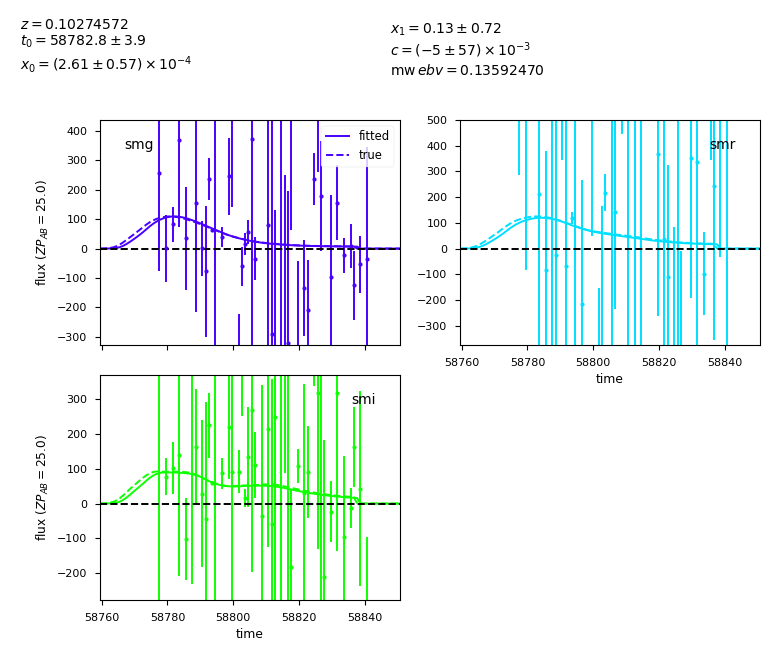 z = 0.10274572
t₀ = 58782.8 ± 3.9
x₀ = (2.61 ± 0.57) × 10⁻⁴
x₁ = 0.13 ± 0.72
c = (−5 ± 57) × 10⁻³
mw ebv = 0.13592470
smg
fitted
true
400
300
200
100
0
−100
−200
−300
flux (ZP_AB = 25.0)
smr
500
400
300
200
100
0
−100
−200
−300
58760 58780 58800 58820 58840
time
smi
300
200
100
0
−100
−200
flux (ZP_AB = 25.0)
58760 58780 58800 58820 58840
time